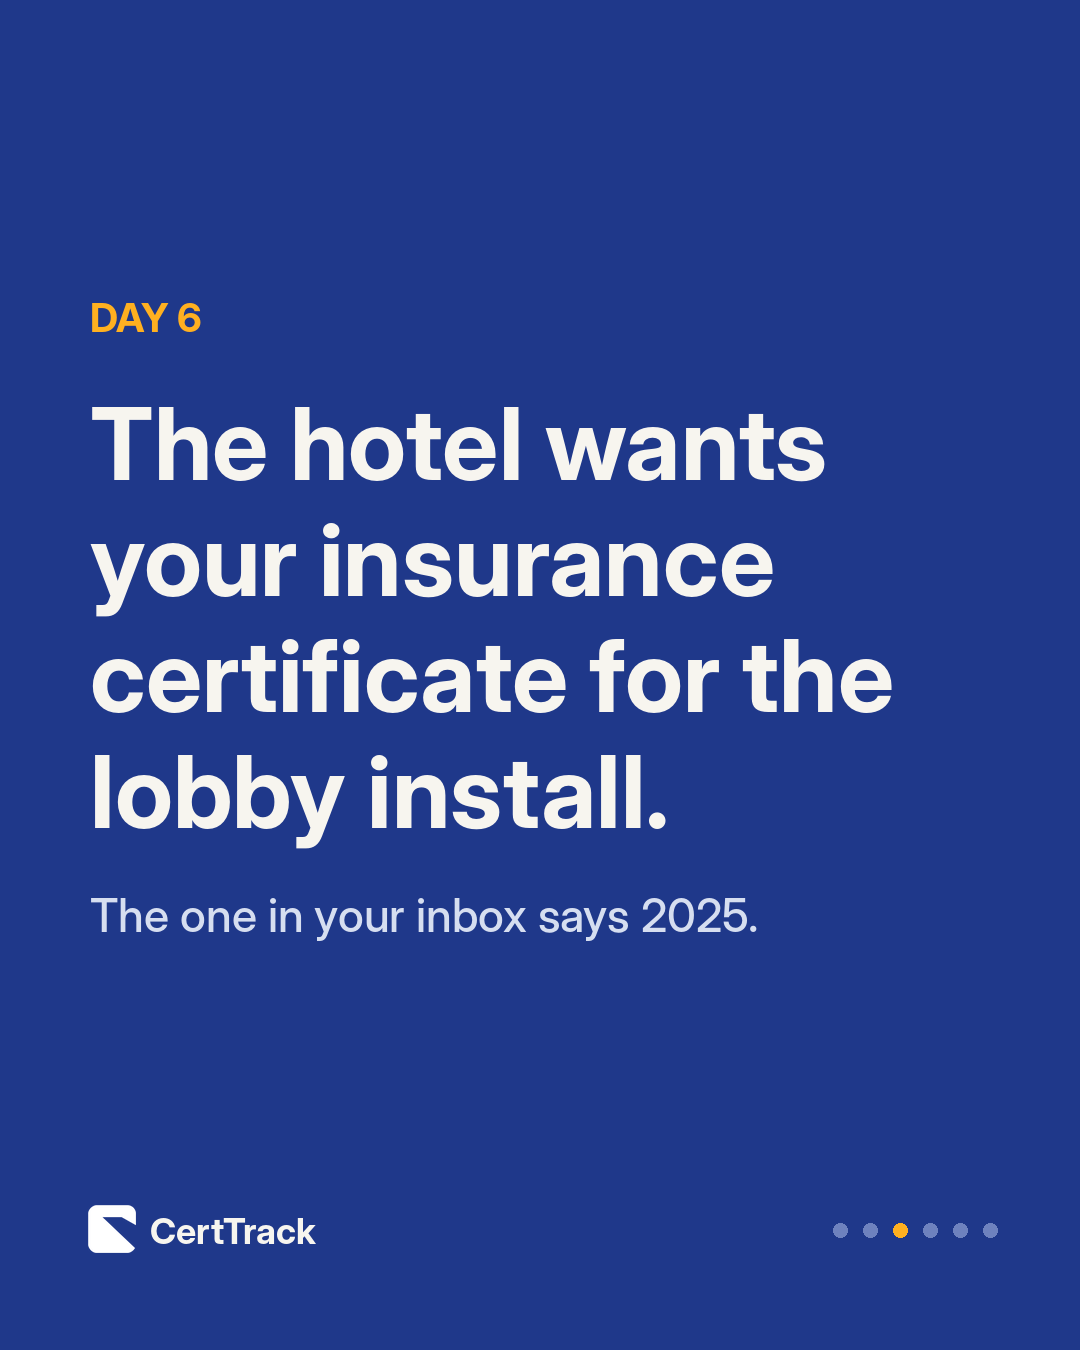 DAY 6
The hotel wants
your insurance
certificate for the
lobby install.
The one in your inbox says 2025.
CertTrack